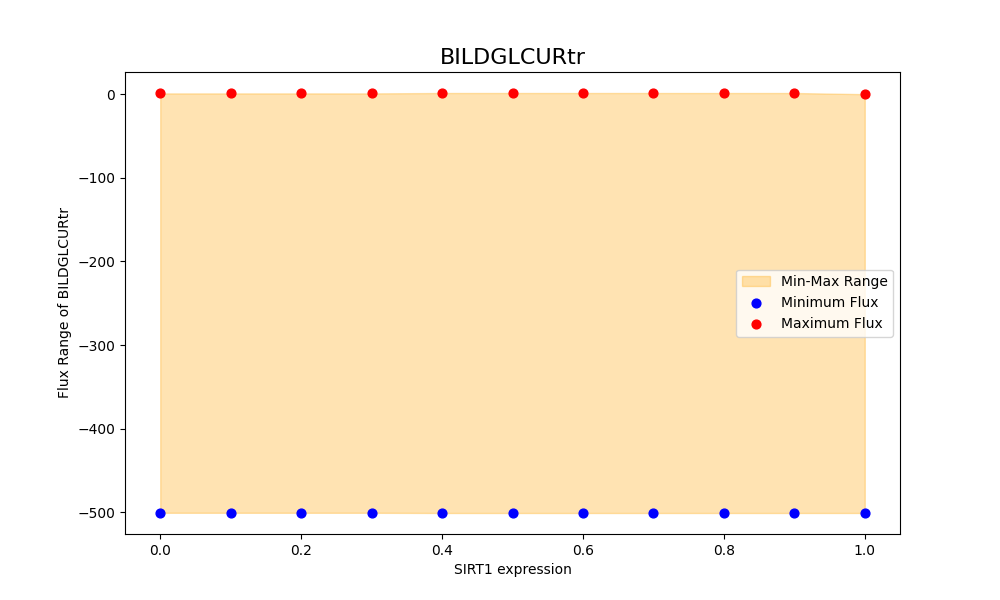 BILDGLCURtr
Flux Range of BILDGLCURtr
0
−100
−200
−300
−400
−500
Min-Max Range
Minimum Flux
Maximum Flux
0.0
0.2
0.4
0.6
0.8
1.0
SIRT1 expression